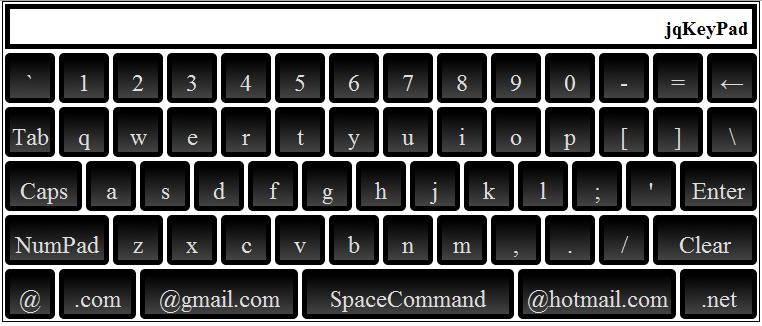 jqKeyPad
` 1 2 3 4 5 6 7 8 9 0 - = ←
Tab q w e r t y u i o p [ ] \
Caps a s d f g h j k l ; ' Enter
NumPad z x c v b n m , . / Clear
@ .com @gmail.com SpaceCommand @hotmail.com .net